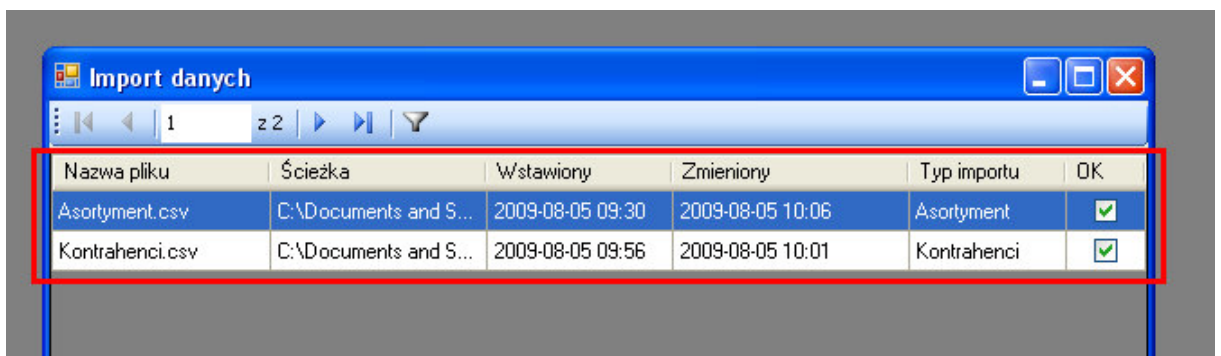 Import danych
1 z 2
Nazwa pliku Ścieżka Wstawiony Zmieniony Typ importu OK
Asortyment.csv C:\Documents and S... 2009-08-05 09:30 2009-08-05 10:06 Asortyment
Kontrahenci.csv C:\Documents and S... 2009-08-05 09:56 2009-08-05 10:01 Kontrahenci